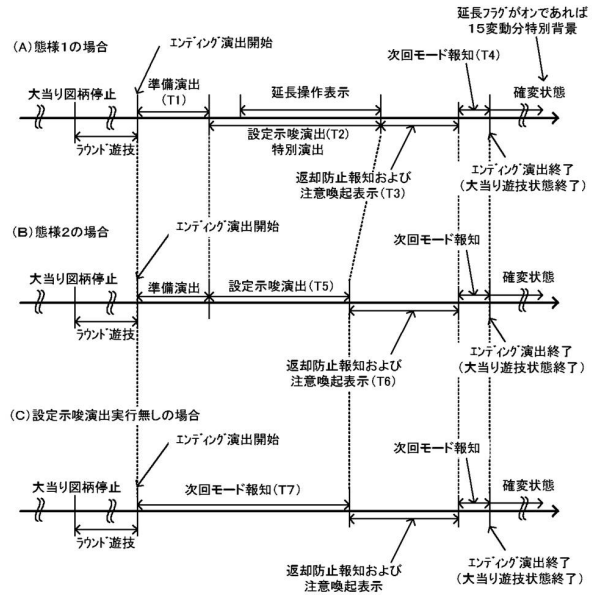 延長フラグがオンであれば
15変動分特別背景
(A)態様1の場合
エンディング演出開始
次回モード報知(T4)
確変状態
大当り図柄停止
準備演出
(T1)
延長操作表示
ラウンド遊技
設定示唆演出(T2)
特別演出
返却防止報知および
注意喚起表示(T3)
エンディング演出終了
(大当り遊技状態終了)
(B)態様2の場合
エンディング演出開始
次回モード報知
確変状態
大当り図柄停止
準備演出
設定示唆演出(T5)
ラウンド遊技
返却防止報知および
注意喚起表示(T6)
エンディング演出終了
(大当り遊技状態終了)
(C)設定示唆演出実行無しの場合
エンディング演出開始
次回モード報知
確変状態
大当り図柄停止
次回モード報知(T7)
ラウンド遊技
返却防止報知および
注意喚起表示
エンディング演出終了
(大当り遊技状態終了)